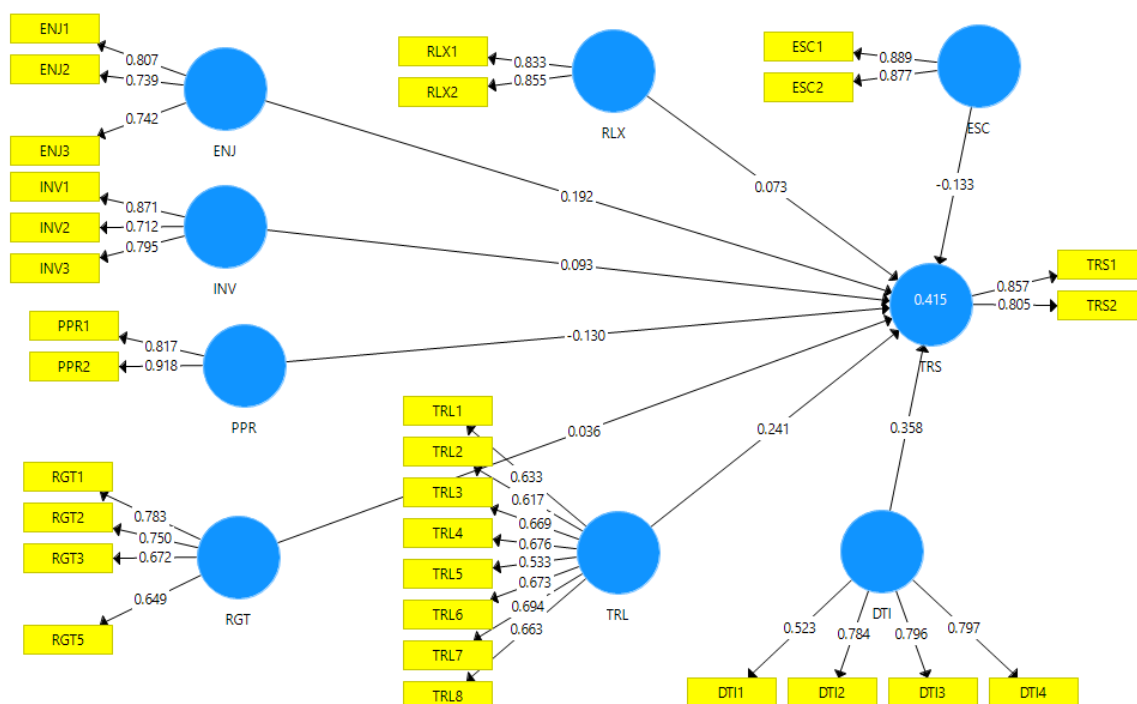 ENJ1
0.807
ENJ2
0.739
0.742
ENJ3
ENJ
RLX1
0.833
RLX2
0.855
RLX
ESC1
0.889
ESC2
0.877
ESC
INV1
0.871
INV2
0.712
INV3
0.795
INV
0.192
0.073
-0.133
0.093
-0.130
0.036
0.241
0.358
0.415
TRS
0.857
TRS1
0.805
TRS2
PPR1
0.817
PPR2
0.918
PPR
RGT1
0.783
RGT2
0.750
RGT3
0.672
0.649
RGT5
RGT
TRL1
0.633
TRL2
0.617
TRL3
0.669
TRL4
0.676
0.533
TRL5
0.673
TRL6
0.694
TRL7
0.663
TRL8
TRL
DTI
0.523
0.784
0.796
0.797
DTI1
DTI2
DTI3
DTI4